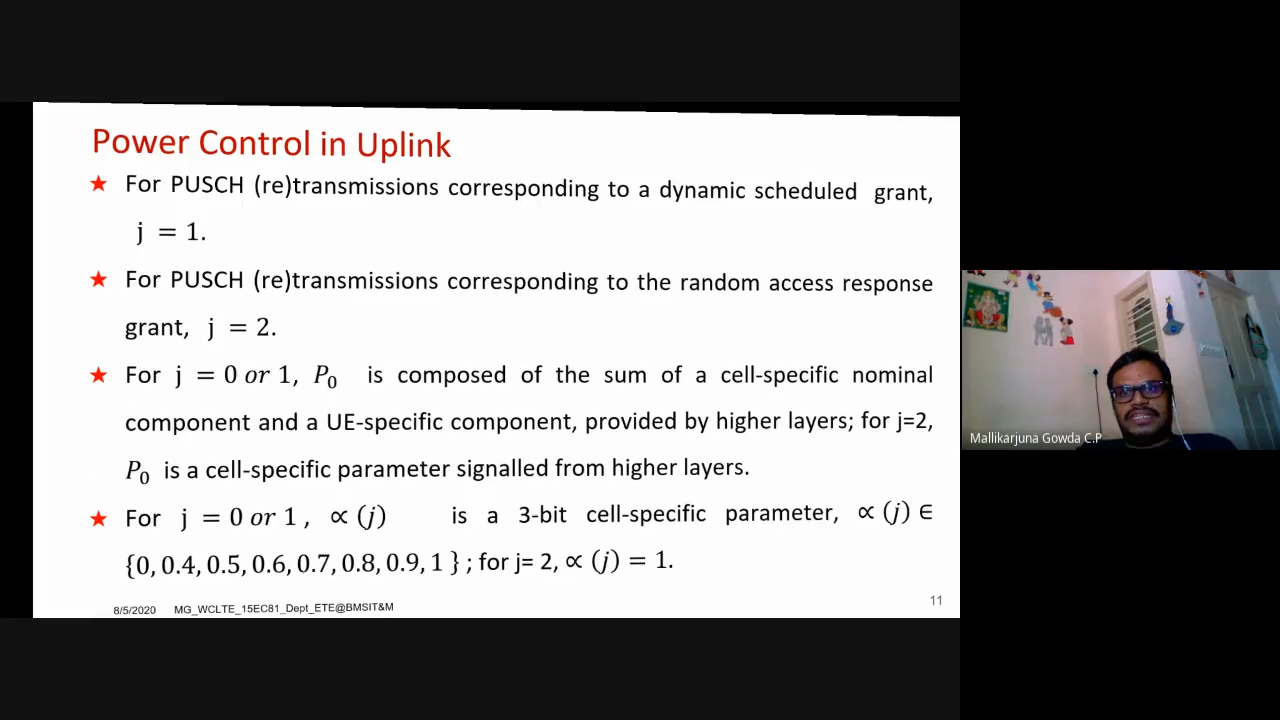 Power Control in Uplink
★ For PUSCH (re)transmissions corresponding to a dynamic scheduled grant,
j = 1.
★ For PUSCH (re)transmissions corresponding to the random access response
grant, j = 2.
★ For j = 0 or 1, P₀ is composed of the sum of a cell-specific nominal
component and a UE-specific component, provided by higher layers; for j=2,
P₀ is a cell-specific parameter signalled from higher layers.
★ For j = 0 or 1 , ∝ (j) is a 3-bit cell-specific parameter, ∝ (j) ∈
{0, 0.4, 0.5, 0.6, 0.7, 0.8, 0.9, 1 } ; for j= 2, ∝ (j) = 1.
8/5/2020 MG_WCLTE_15EC81_Dept_ETE@BMSIT&M
11
Mallikarjuna Gowda C.P